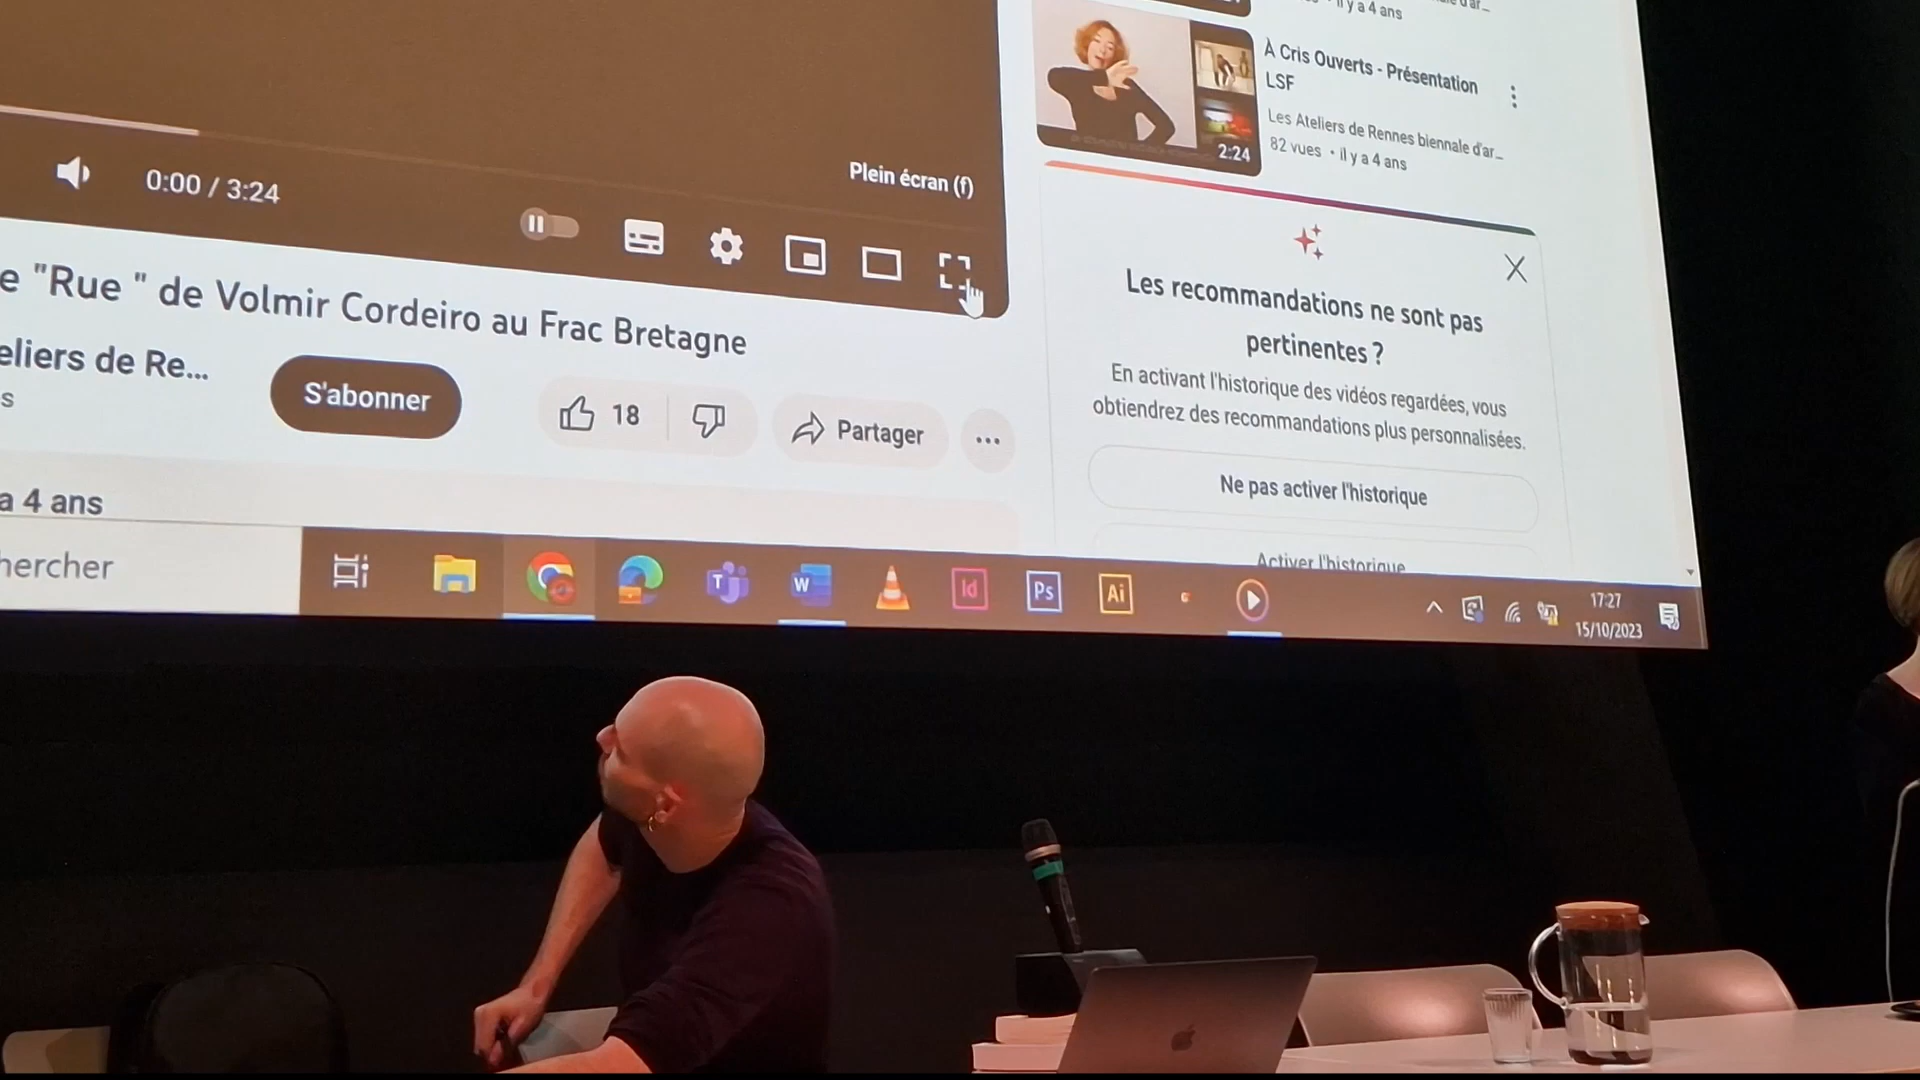 il y a 4 ans
À Cris Ouverts - Présentation
LSF
Les Ateliers de Rennes biennale d'ar...
82 vues • il y a 4 ans
2:24
0:00 / 3:24
Plein écran (f)
e "Rue " de Volmir Cordeiro au Frac Bretagne
eliers de Re...
s
S'abonner
18
Partager
a 4 ans
Les recommandations ne sont pas
pertinentes ?
En activant l'historique des vidéos regardées, vous
obtiendrez des recommandations plus personnalisées.
Ne pas activer l'historique
Activer l'historique
hercher
T
W
Id
Ps
Ai
17:27
15/10/2023